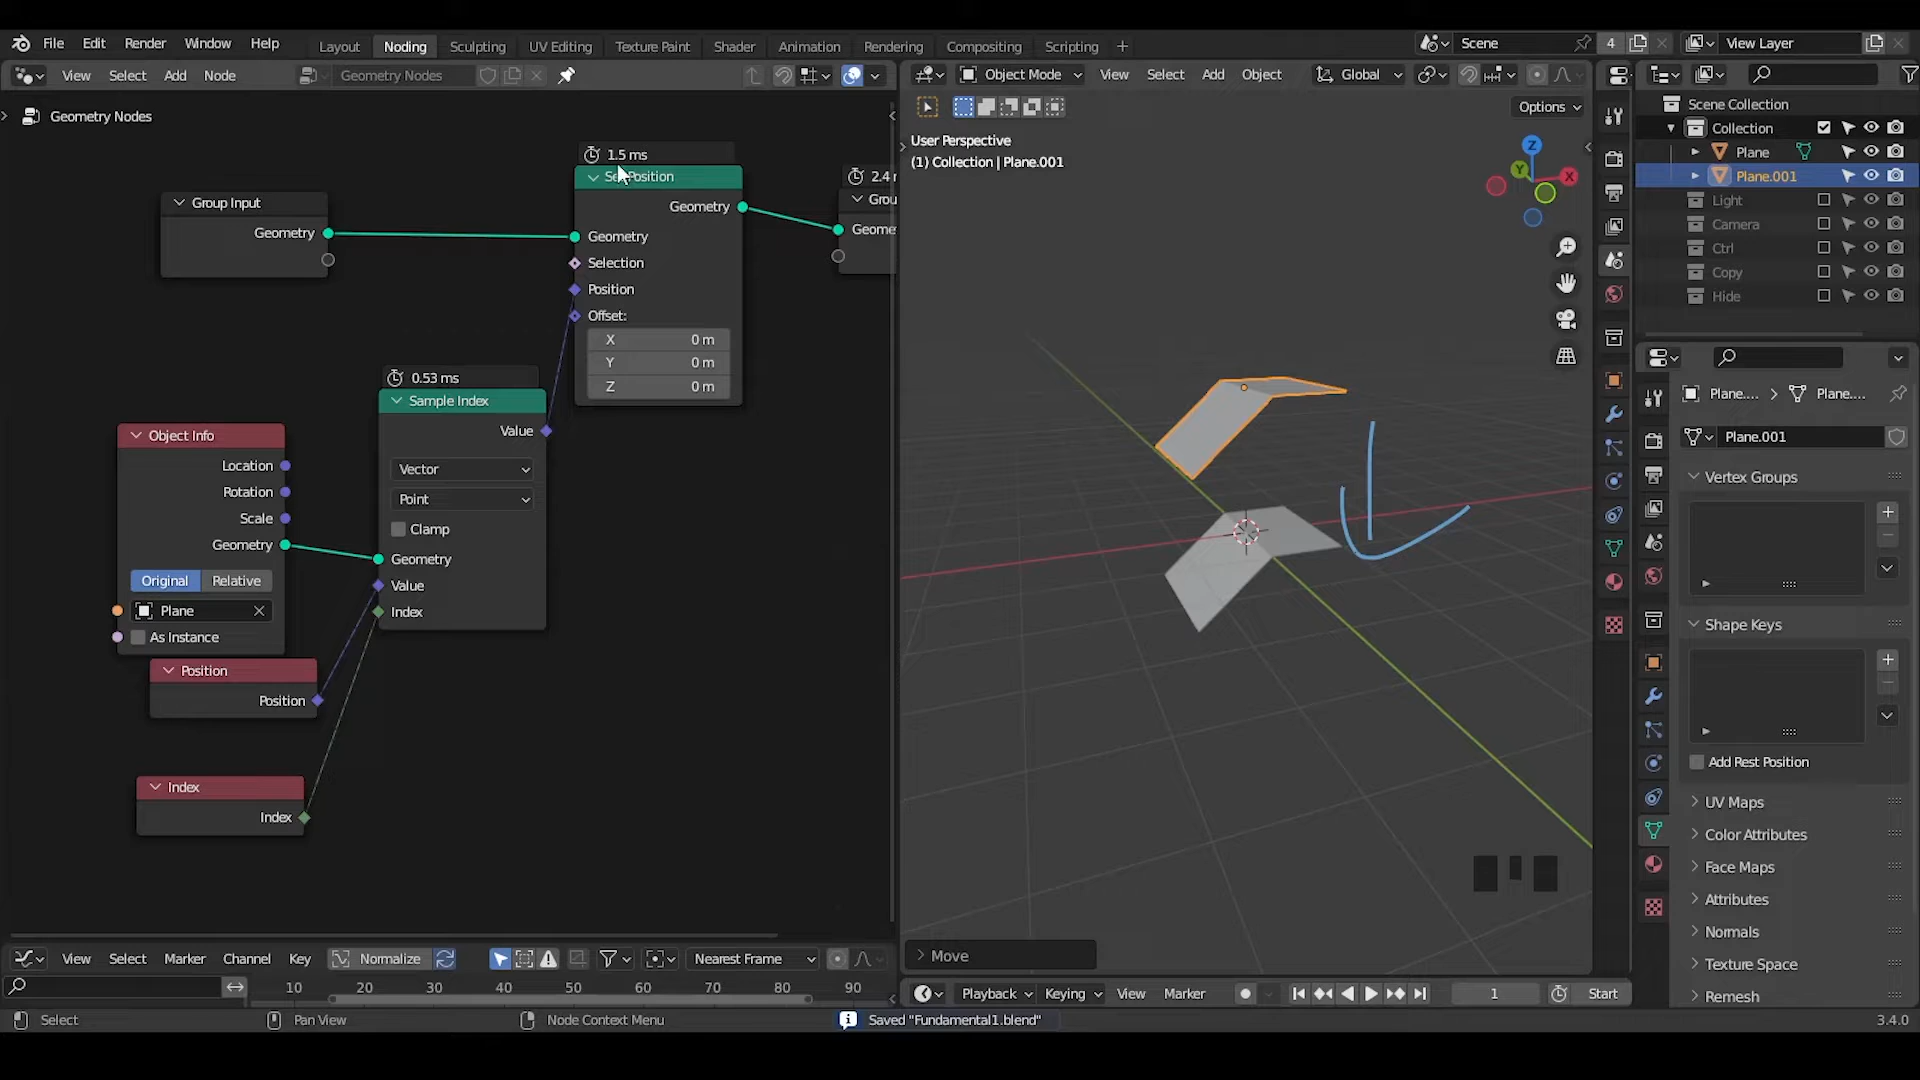 File Edit Render Window Help
Layout Noding Sculpting UV Editing Texture Paint Shader Animation Rendering Compositing Scripting
Scene 4 View Layer
View Select Add Node Geometry Nodes
Object Mode View Select Add Object Global
Options
Geometry Nodes
1.5 ms
Geometry
Geometry
Selection
Position
Offset:
X 0 m
Y 0 m
Z 0 m
Group Input
Geometry
0.53 ms
Sample Index
Value
Vector
Point
Clamp
Geometry
Value
Index
Object Info
Location
Rotation
Scale
Geometry
Original Relative
Plane
As Instance
Position
Position
Index
Index
User Perspective
(1) Collection | Plane.001
Z
Y
X
Move
Scene Collection
Collection
Plane
Plane.001
Light
Camera
Ctrl
Copy
Hide
Plane.... Plane....
Plane.001
Vertex Groups
Shape Keys
Add Rest Position
UV Maps
Color Attributes
Face Maps
Attributes
Normals
Texture Space
Remesh
View Select Marker Channel Key Normalize Nearest Frame
10 20 30 40 50 60 70 80 90
Playback Keying View Marker 1 Start
Select Pan View Node Context Menu Saved "Fundamental1.blend" 3.4.0